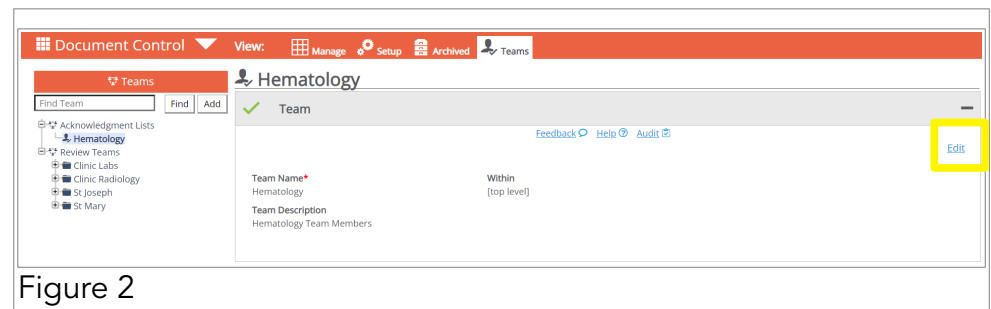 Document Control View: Manage Setup Archived Teams
Teams
Hematology
Find Team Find Add
Team
Acknowledgment Lists
Hematology
Review Teams
Clinic Labs
Clinic Radiology
St Joseph
St Mary
Feedback Help Audit
Edit
Team Name* Within
Hematology [top level]
Team Description
Hematology Team Members
Figure 2